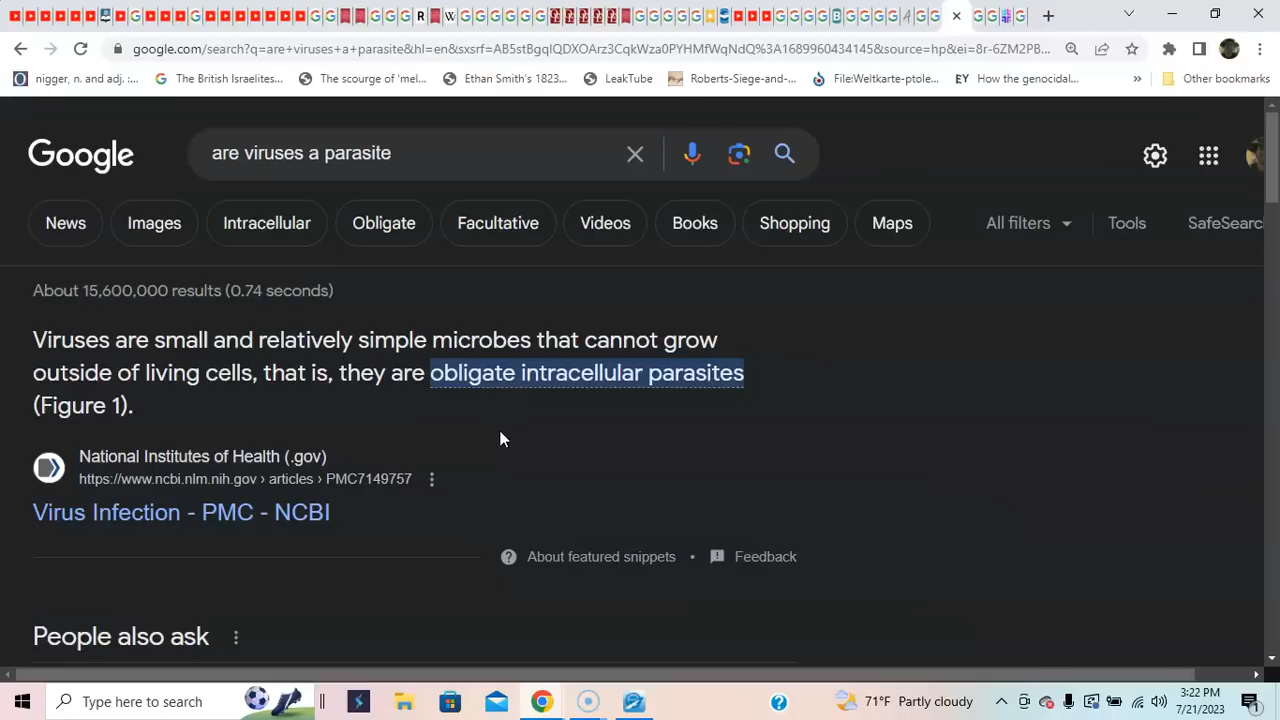 google.com/search?q=are+viruses+a+parasite&hl=en&sxsrf=AB5stBgqIQDXOArz3CqkWza0PYHMfWqNdQ%3A1689960434145&source=hp&ei=8r-6ZM2PB...
nigger, n. and adj. :... The British Israelites... The scourge of 'mel... Ethan Smith's 1823... LeakTube Roberts-Siege-and-... File:Weltkarte-ptole... EY How the genocidal... » Other bookmarks
Google are viruses a parasite
News Images Intracellular Obligate Facultative Videos Books Shopping Maps All filters Tools SafeSearc
About 15,600,000 results (0.74 seconds)
Viruses are small and relatively simple microbes that cannot grow
outside of living cells, that is, they are obligate intracellular parasites
(Figure 1).
National Institutes of Health (.gov)
https://www.ncbi.nlm.nih.gov › articles › PMC7149757
Virus Infection - PMC - NCBI
About featured snippets • Feedback
People also ask
Type here to search 71°F Partly cloudy 3:22 PM
7/21/2023